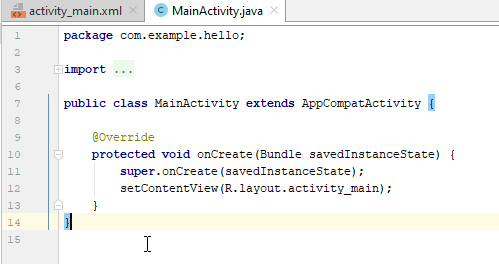 activity_main.xml × MainActivity.java ×
1 package com.example.hello;
2
3 import ...
6
7 public class MainActivity extends AppCompatActivity {
8
9 @Override
10 protected void onCreate(Bundle savedInstanceState) {
11 super.onCreate(savedInstanceState);
12 setContentView(R.layout.activity_main);
13 }
14 }
15